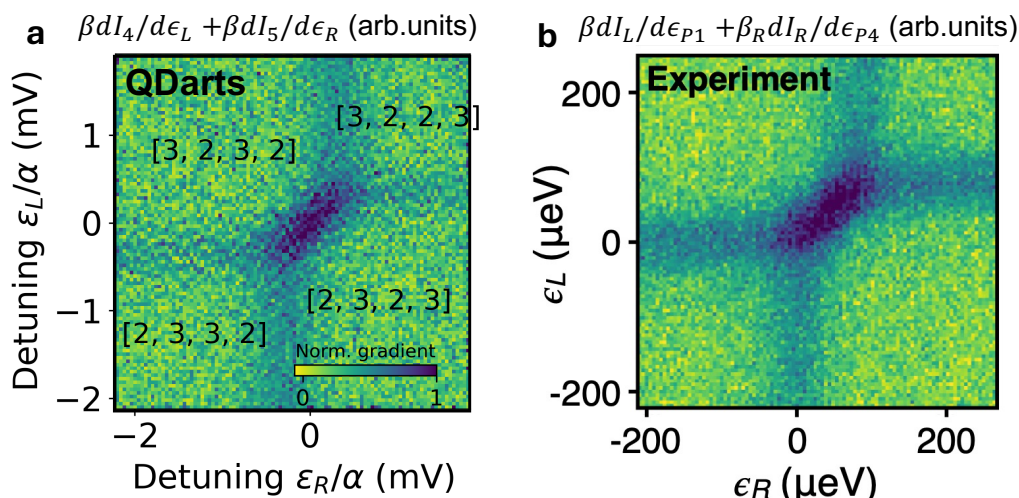 a
βdI₄/dϵ_L +βdI₅/dϵ_R (arb.units)
QDarts
[3, 2, 2, 3]
[3, 2, 3, 2]
[2, 3, 2, 3]
[2, 3, 3, 2]
Norm. gradient
0 1
1
0
−1
−2
Detuning ε_L/α (mV)
−2 0
Detuning ε_R/α (mV)
b
βdI_L/dϵ_P1 + β_R dI_R/dϵ_P4 (arb.units)
Experiment
200
0
-200
ϵ_L (µeV)
-200 0 200
ϵ_R (µeV)